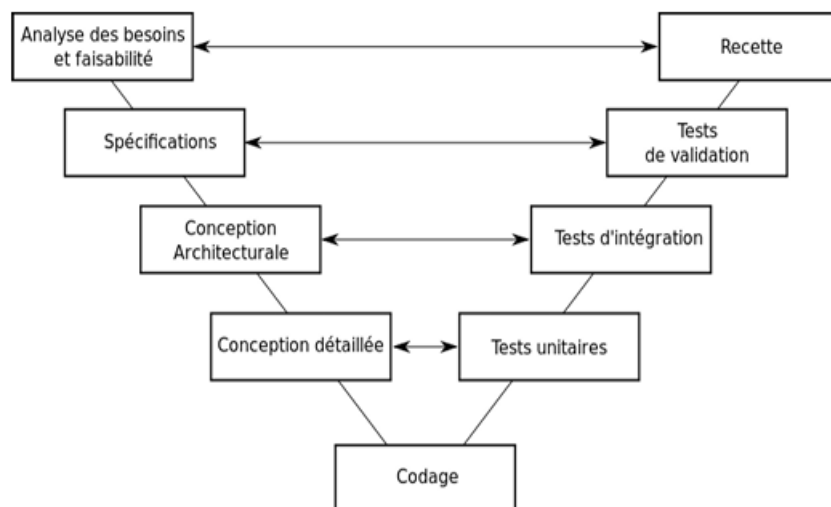 Analyse des besoins
et faisabilité
Recette
Spécifications
Tests
de validation
Conception
Architecturale
Tests d'intégration
Conception détaillée
Tests unitaires
Codage